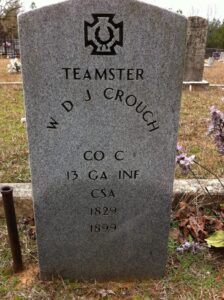 TEAMSTER
W D J CROUCH
CO C
13 GA INF
CSA
1829
1899